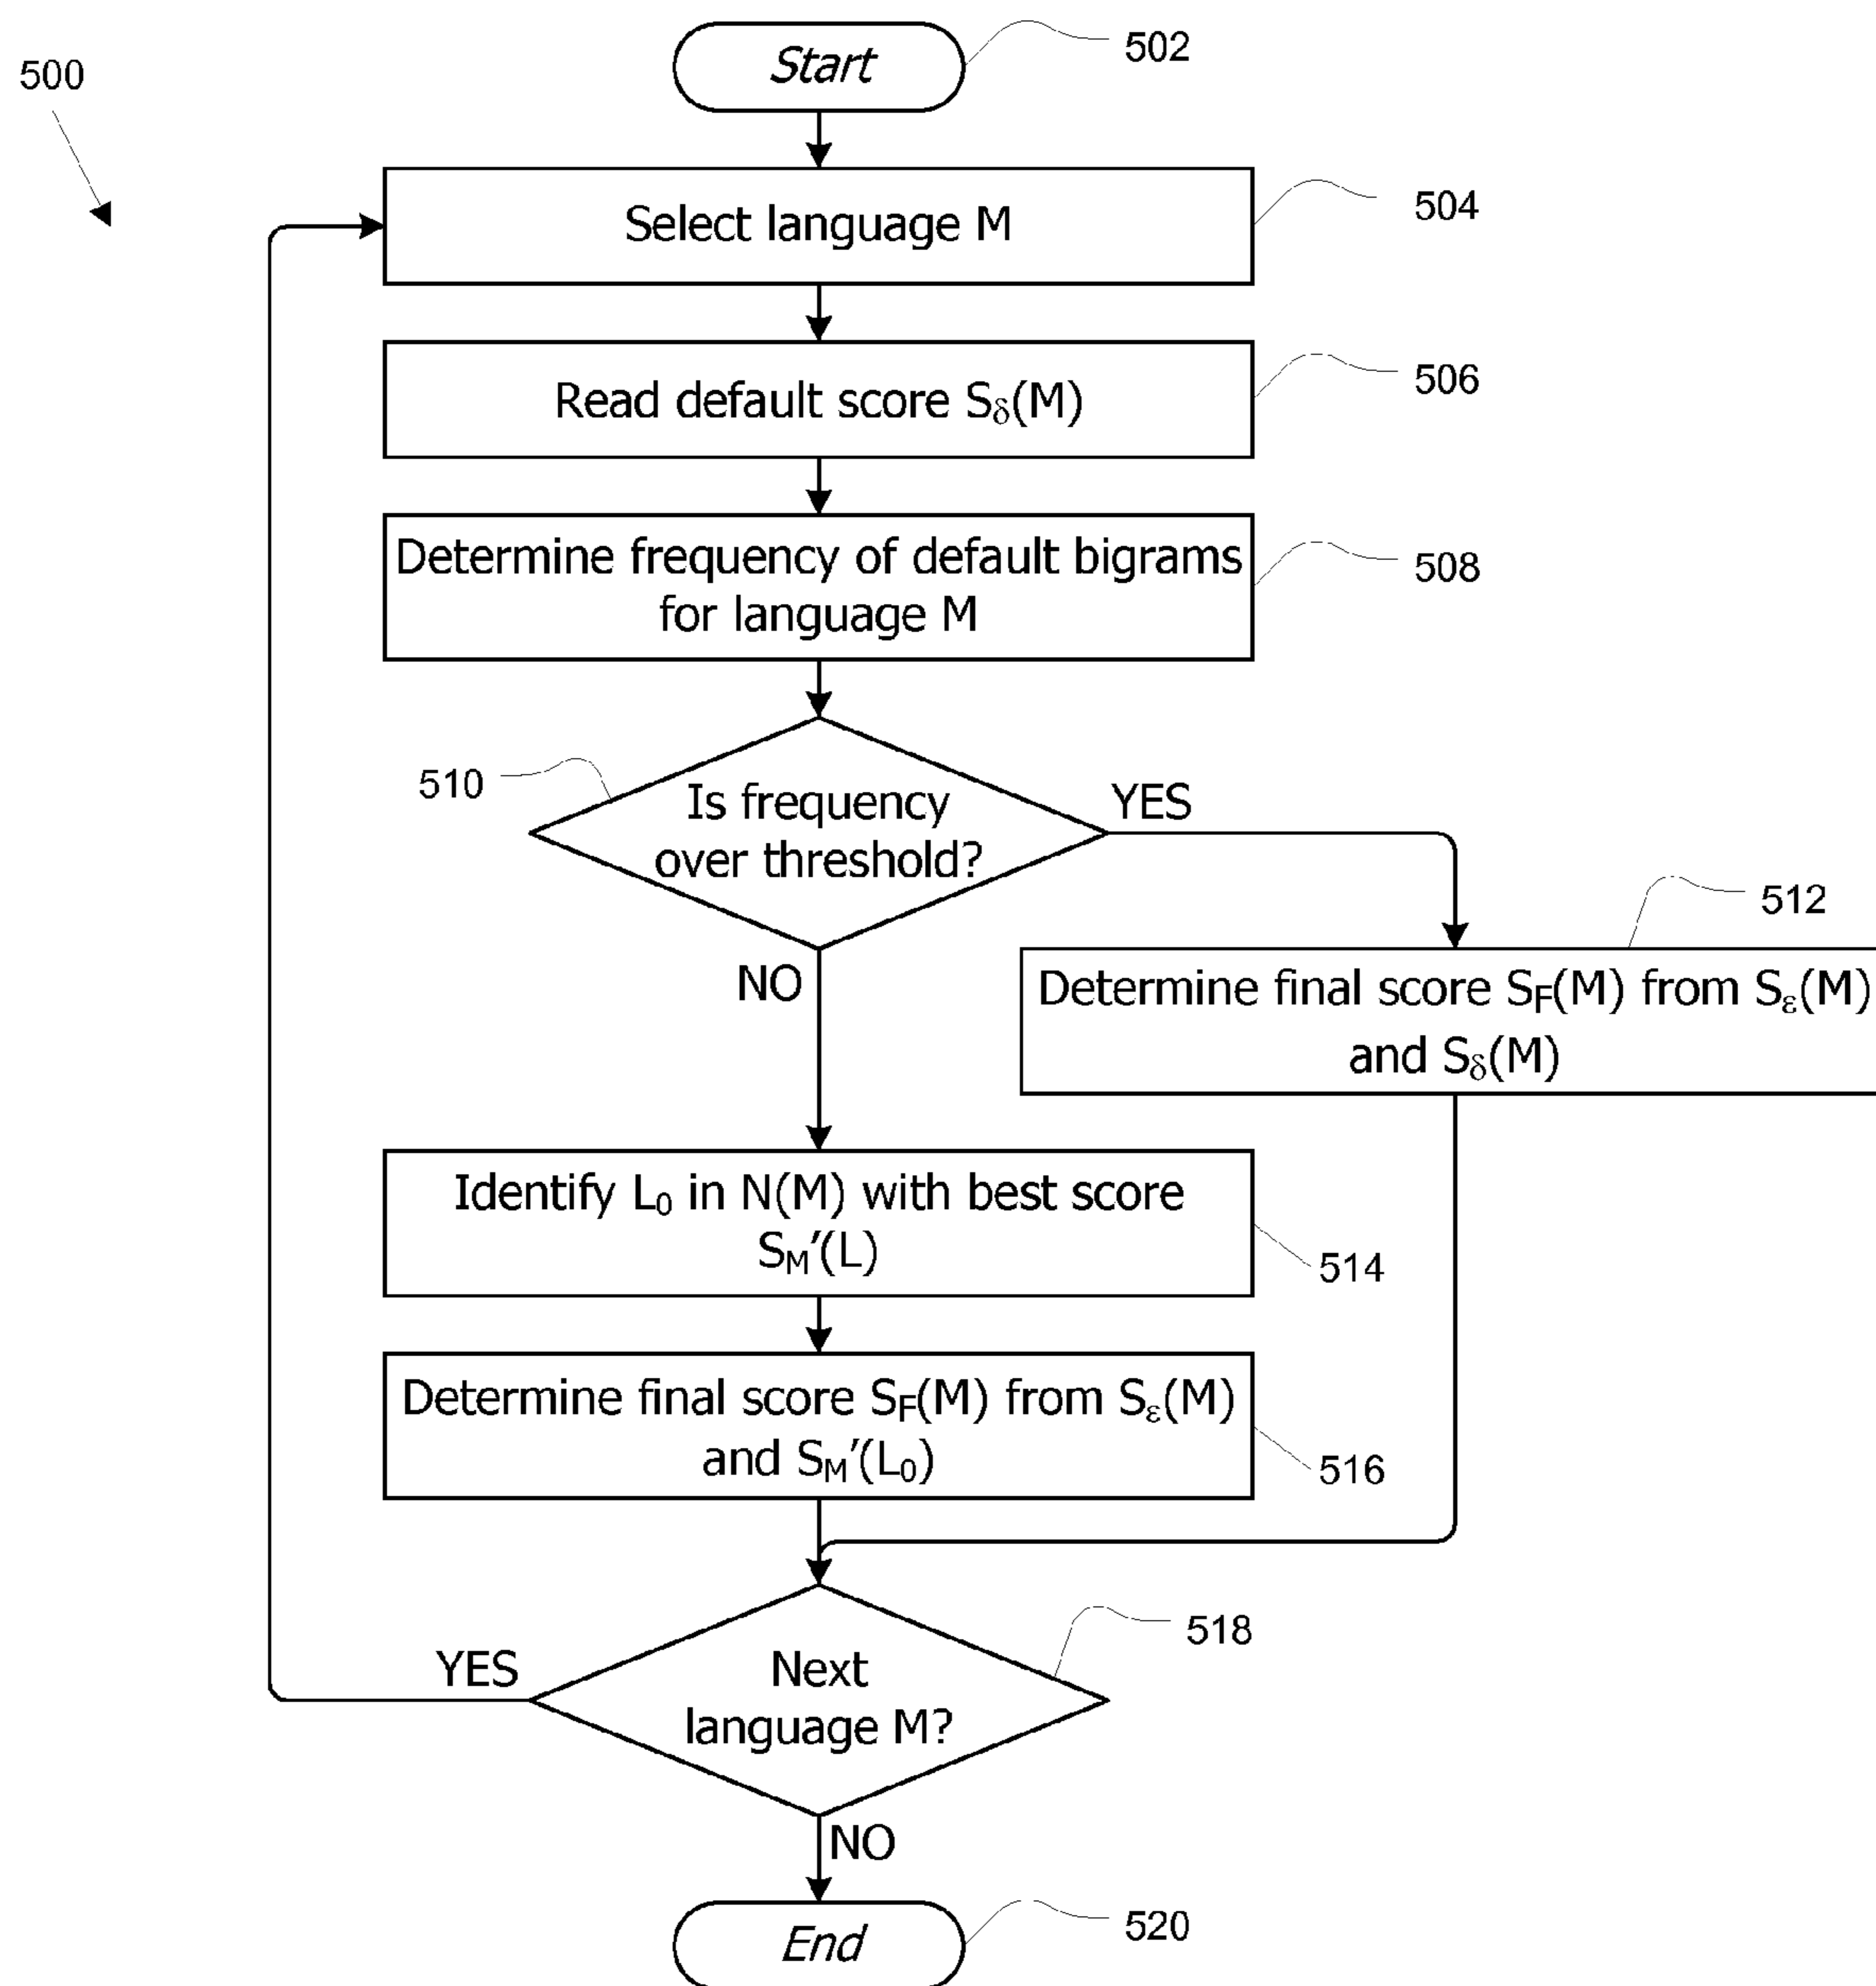 500
Start
502
Select language M
504
Read default score Sδ(M)
506
Determine frequency of default bigrams
for language M
508
510
Is frequency
over threshold?
YES
NO
512
Determine final score SF(M) from Sε(M)
and Sδ(M)
Identify L0 in N(M) with best score
SM′(L)
514
Determine final score SF(M) from Sε(M)
and SM′(L0)
516
518
YES
Next
language M?
NO
End
520